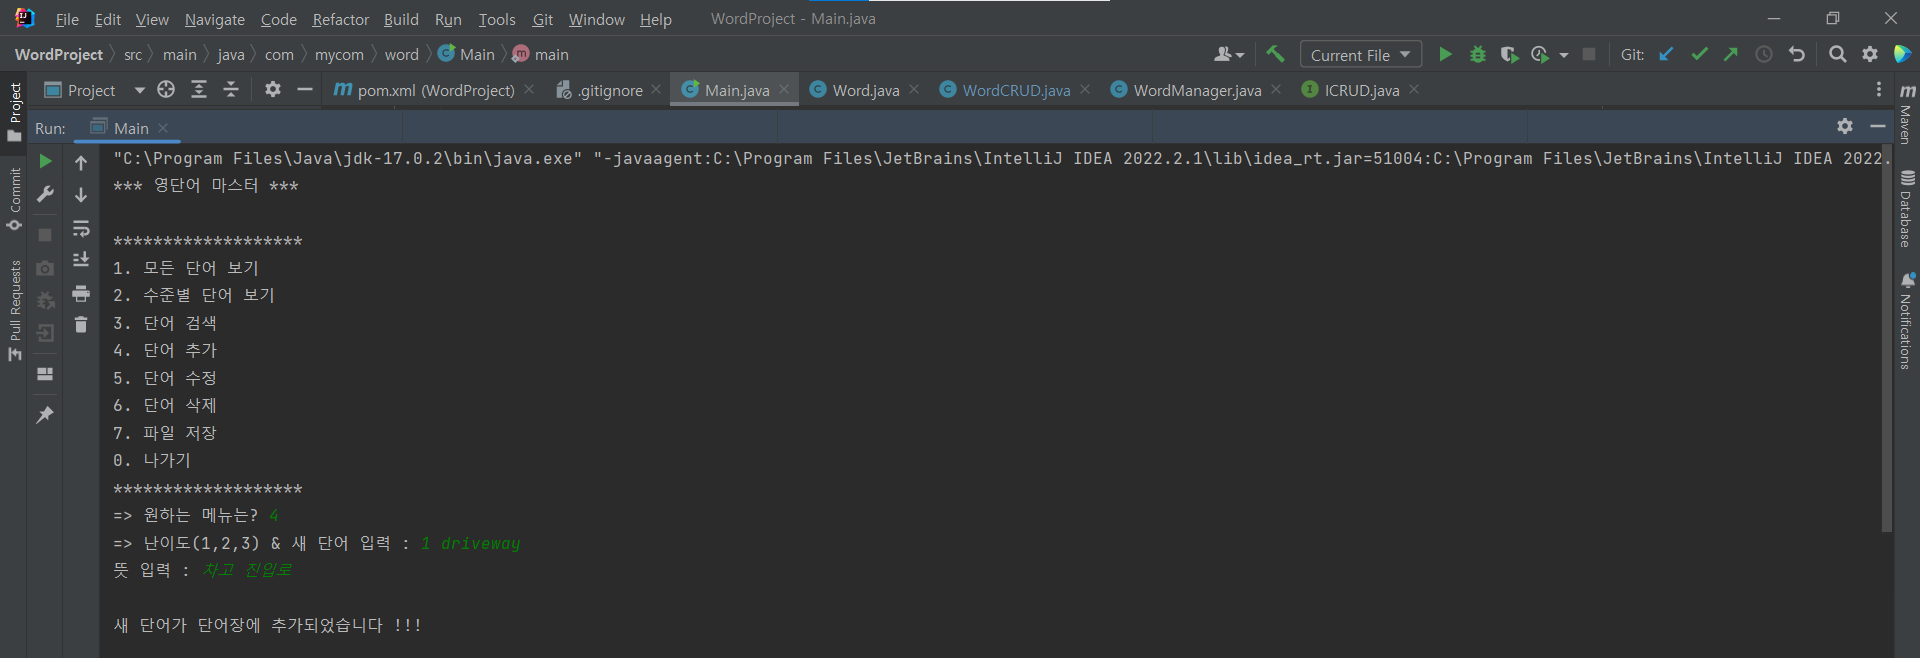 File Edit View Navigate Code Refactor Build Run Tools Git Window Help WordProject - Main.java
WordProject src main java com mycom word Main main Current File Git:
Project pom.xml (WordProject) .gitignore Main.java Word.java WordCRUD.java WordManager.java ICRUD.java
Run: Main
"C:\Program Files\Java\jdk-17.0.2\bin\java.exe" "-javaagent:C:\Program Files\JetBrains\IntelliJ IDEA 2022.2.1\lib\idea_rt.jar=51004:C:\Program Files\JetBrains\IntelliJ IDEA 2022.
*** 영단어 마스터 ***
*******************
1. 모든 단어 보기
2. 수준별 단어 보기
3. 단어 검색
4. 단어 추가
5. 단어 수정
6. 단어 삭제
7. 파일 저장
0. 나가기
*******************
=> 원하는 메뉴는? 4
=> 난이도(1,2,3) & 새 단어 입력 : 1 driveway
뜻 입력 : 차고 진입로
새 단어가 단어장에 추가되었습니다 !!!
Project
Commit
Pull Requests
Maven
Database
Notifications